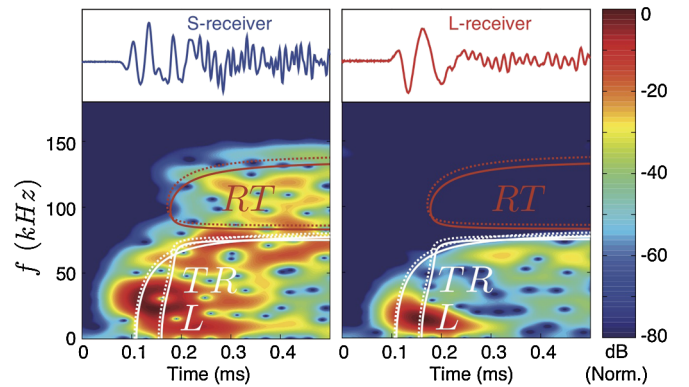 S-receiver
L-receiver
0
-20
-40
-60
-80
dB
(Norm.)
f (kHz)
150
100
50
0
RT
TR
L
RT
TR
L
0 0.1 0.2 0.3 0.4
0 0.1 0.2 0.3 0.4
Time (ms)
Time (ms)